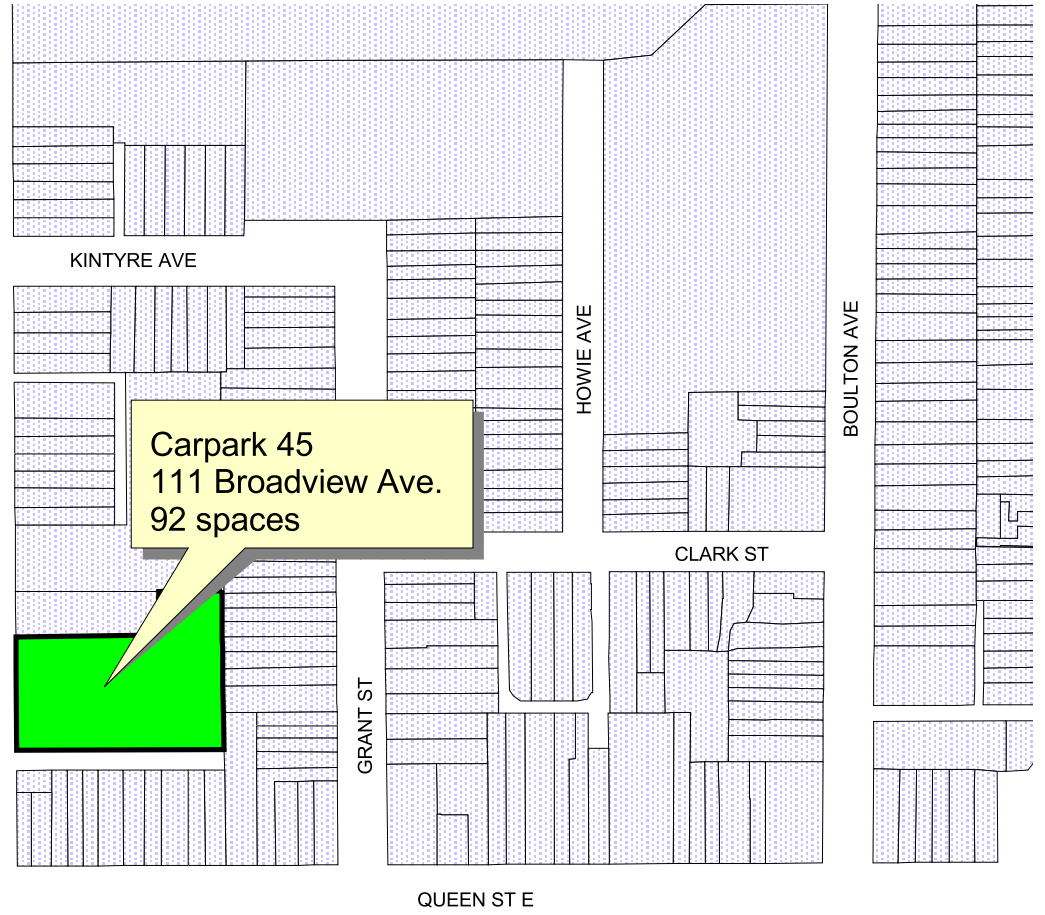 KINTYRE AVE
HOWIE AVE
BOULTON AVE
Carpark 45
111 Broadview Ave.
92 spaces
CLARK ST
GRANT ST
QUEEN ST E